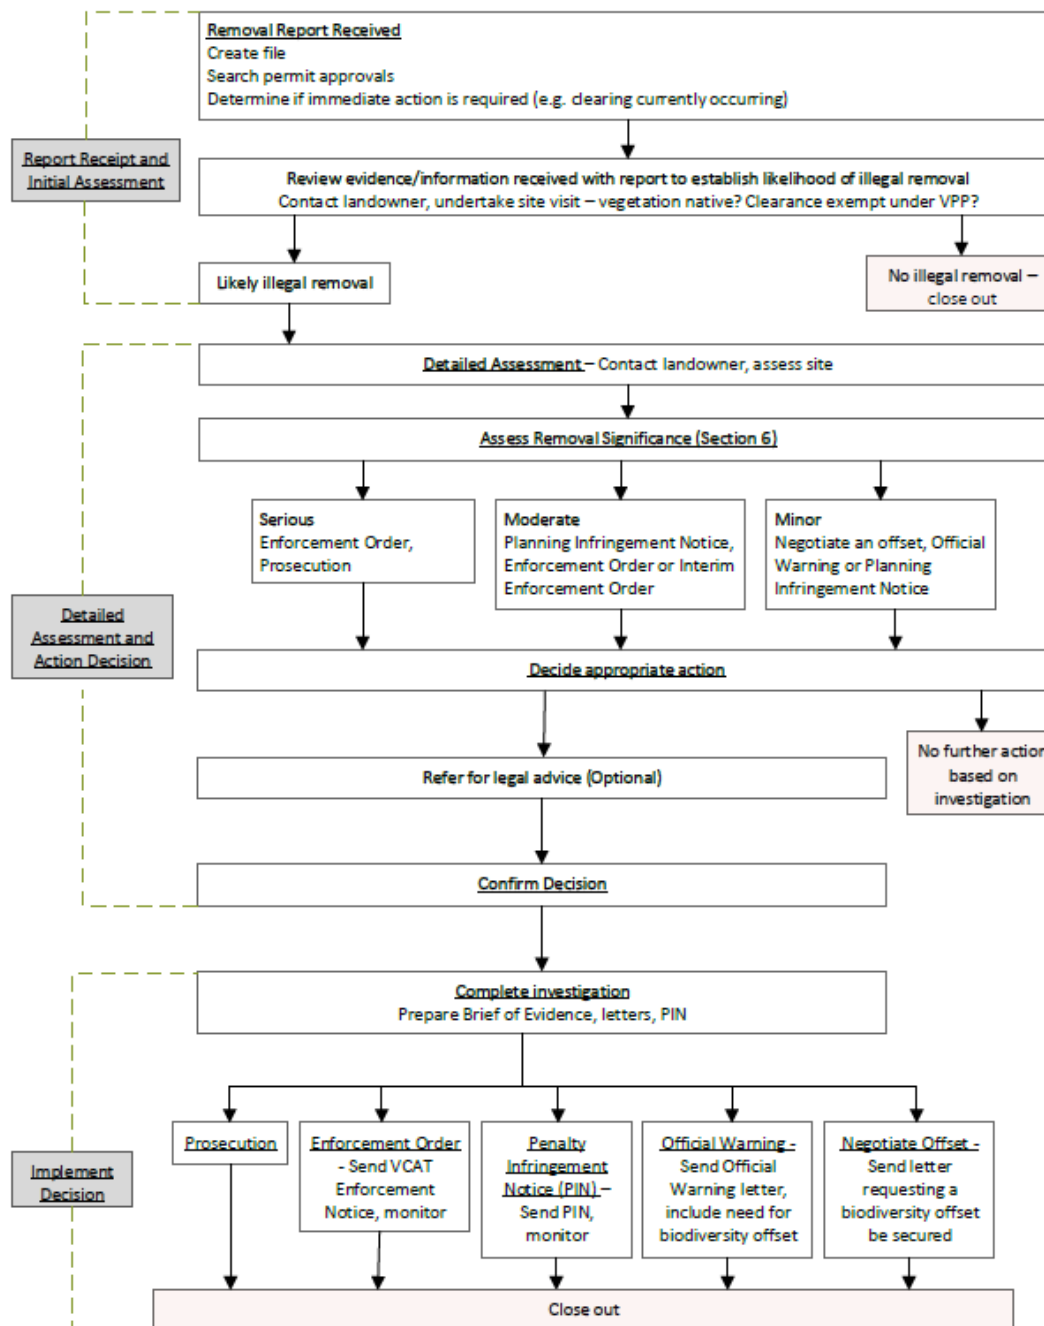 Removal Report Received
Create file
Search permit approvals
Determine if immediate action is required (e.g. clearing currently occurring)
Report Receipt and
Initial Assessment
Review evidence/information received with report to establish likelihood of illegal removal
Contact landowner, undertake site visit – vegetation native? Clearance exempt under VPP?
Likely illegal removal
No illegal removal –
close out
Detailed Assessment – Contact landowner, assess site
Assess Removal Significance (Section 6)
Serious
Enforcement Order,
Prosecution
Moderate
Planning Infringement Notice,
Enforcement Order or Interim
Enforcement Order
Minor
Negotiate an offset, Official
Warning or Planning
Infringement Notice
Detailed
Assessment and
Action Decision
Decide appropriate action
No further action
based on
investigation
Refer for legal advice (Optional)
Confirm Decision
Complete investigation
Prepare Brief of Evidence, letters, PIN
Implement
Decision
Prosecution
Enforcement Order
- Send VCAT
Enforcement
Notice, monitor
Penalty
Infringement
Notice (PIN) –
Send PIN,
monitor
Official Warning -
Send Official
Warning letter,
include need for
biodiversity offset
Negotiate Offset -
Send letter
requesting a
biodiversity offset
be secured
Close out